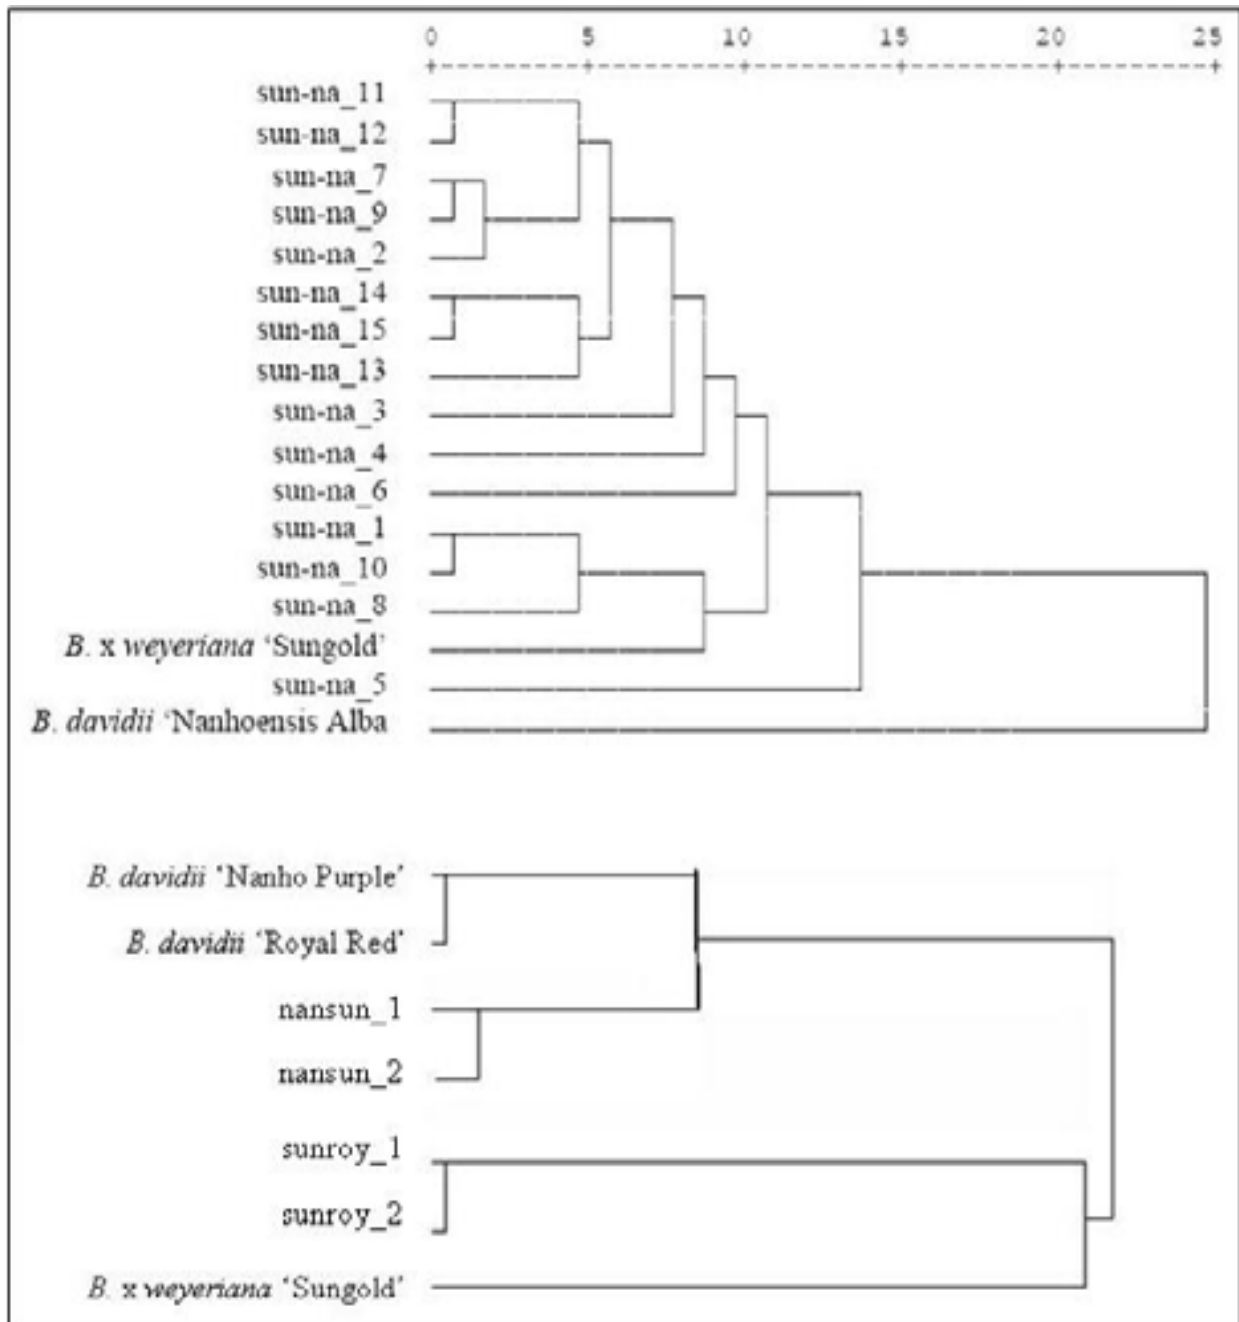 0 5 10 15 20 25
sun-na_11
sun-na_12
sun-na_7
sun-na_9
sun-na_2
sun-na_14
sun-na_15
sun-na_13
sun-na_3
sun-na_4
sun-na_6
sun-na_1
sun-na_10
sun-na_8
B. x weyeriana ‘Sungold’
sun-na_5
B. davidii ‘Nanhoensis Alba
B. davidii ‘Nanho Purple’
B. davidii ‘Royal Red’
nansun_1
nansun_2
sunroy_1
sunroy_2
B. x weyeriana ‘Sungold’